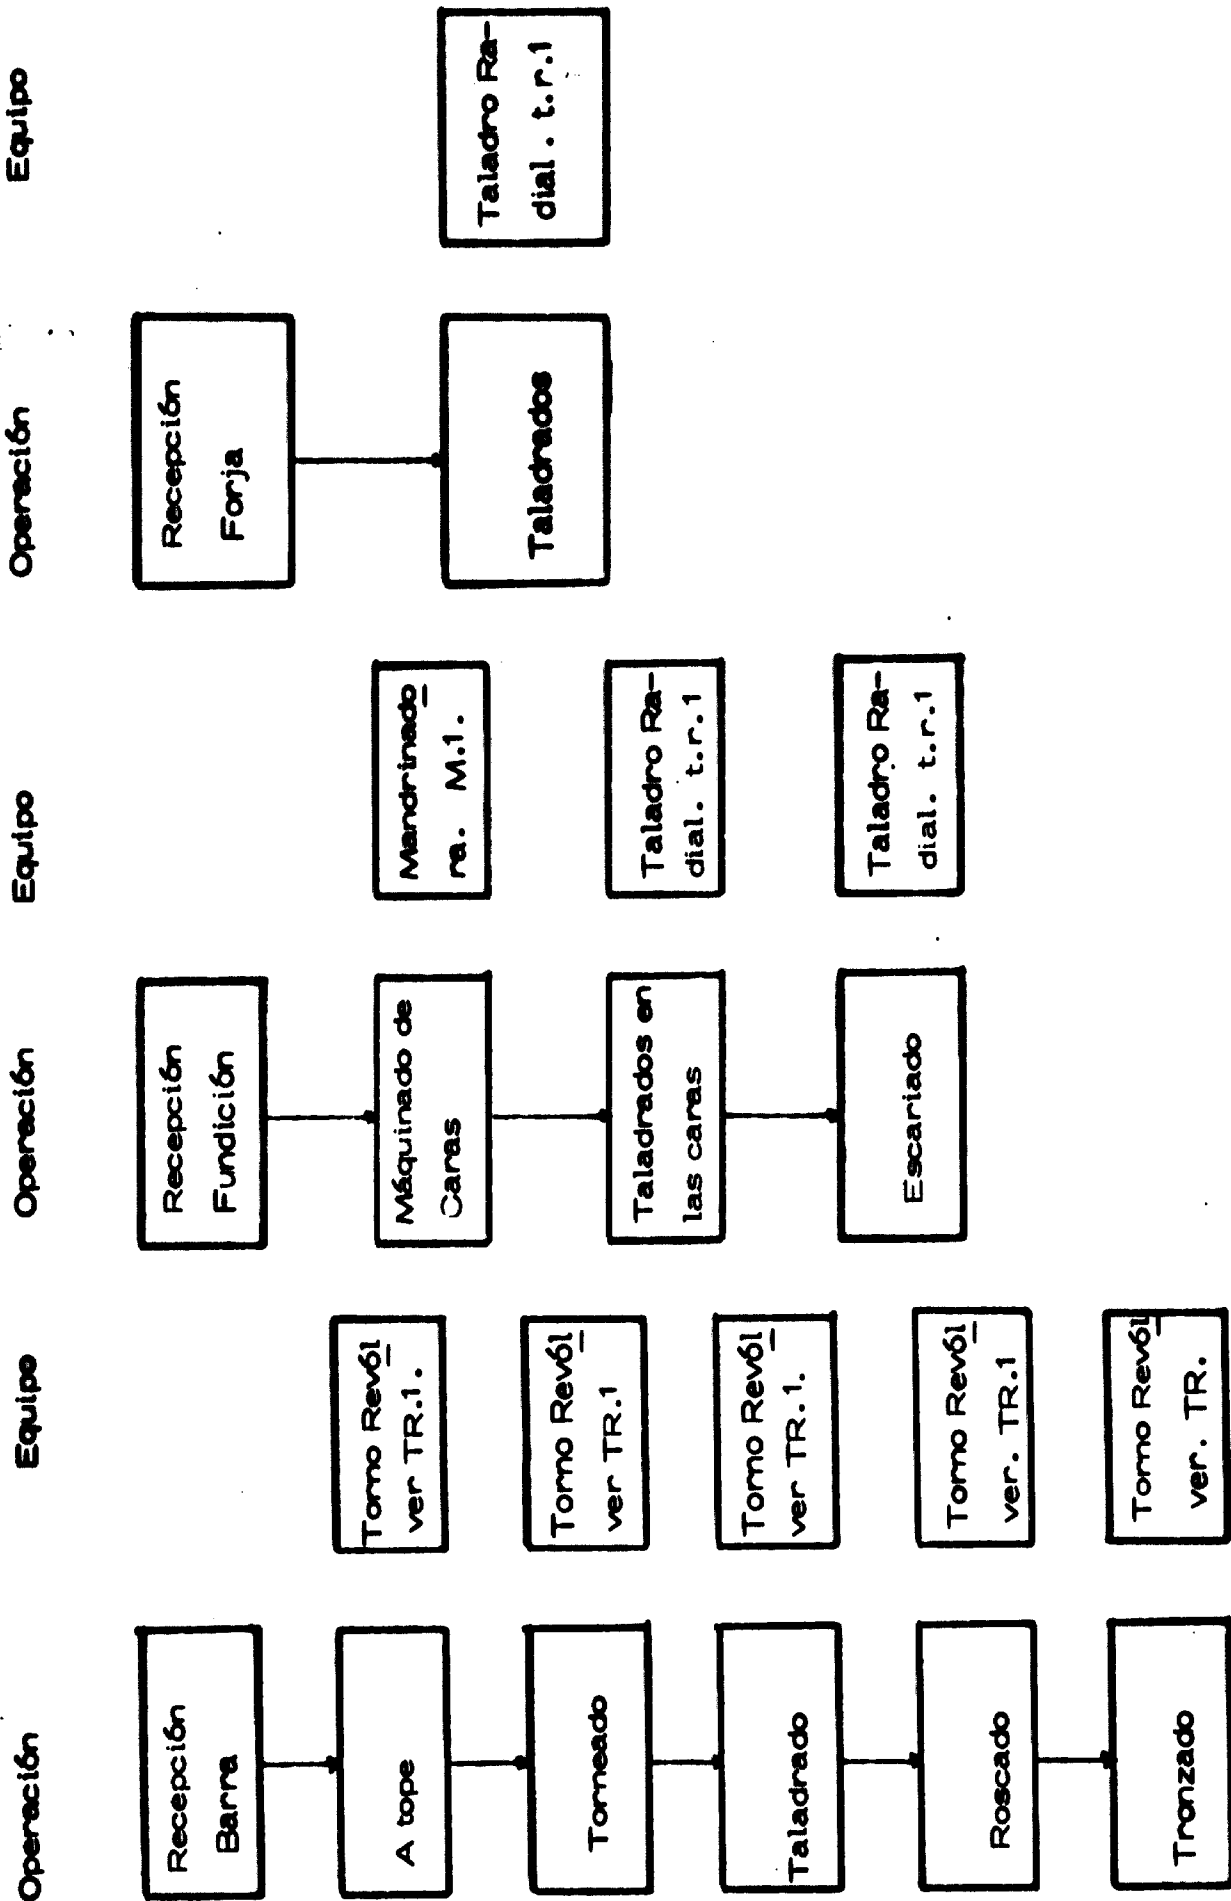 Operación
Equipo
Operación
Equipo
Operación
Equipo
Recepción
Barra
A tope
Torno Revól
ver TR.1.
Torneado
Torno Revól
ver TR.1
Taladrado
Torno Revól
ver TR.1.
Roscado
Torno Revól
ver. TR.1
Tronzado
Torno Revól
ver. TR.
Recepción
Fundición
Máquinado de
Caras
Mandrinado
ra. M.1.
Taladrados en
las caras
Taladro Ra-
dial. t.r.1
Escariado
Taladro Ra-
dial. t.r.1
Recepción
Forja
Taladrados
Taladro Ra-
dial. t.r.1